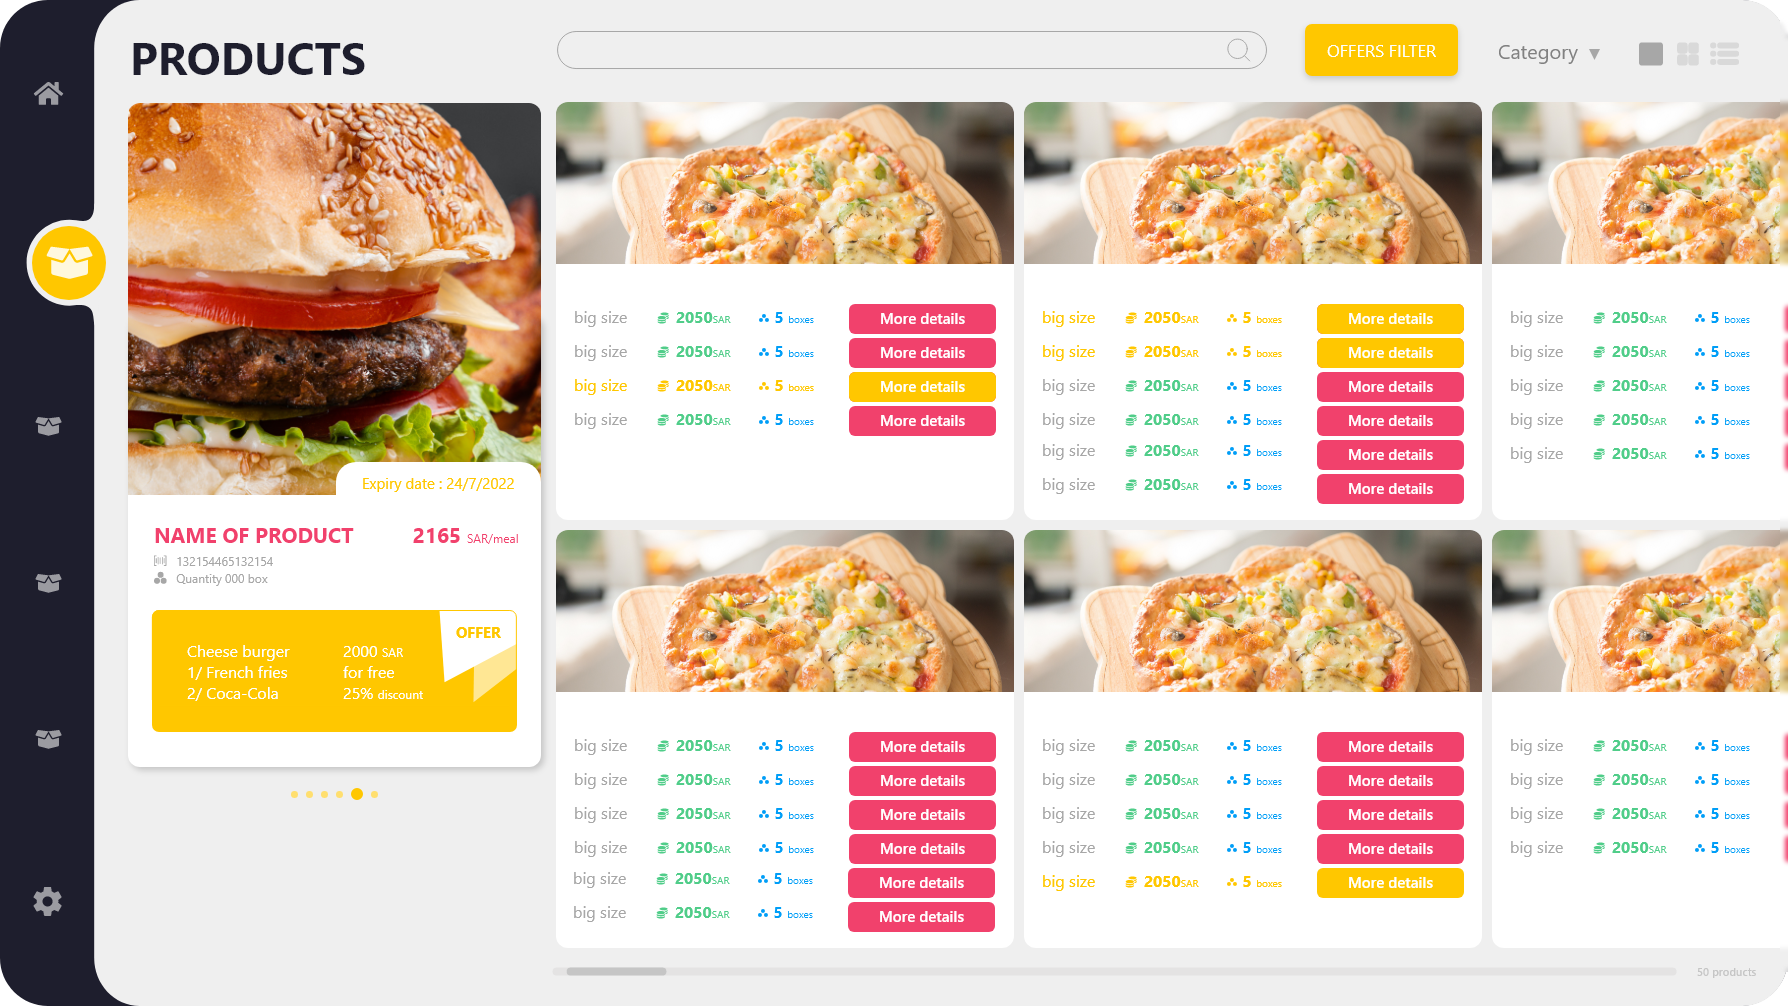 PRODUCTS
OFFERS FILTER
Category
Expiry date : 24/7/2022
NAME OF PRODUCT
2165 SAR/meal
132154465132154
Quantity 000 box
OFFER
Cheese burger 2000 SAR
1/ French fries for free
2/ Coca-Cola 25% discount
big size 2050SAR 5 boxes More details
big size 2050SAR 5 boxes More details
big size 2050SAR 5 boxes More details
big size 2050SAR 5 boxes More details
big size 2050SAR 5 boxes More details
big size 2050SAR 5 boxes More details
big size 2050SAR 5 boxes More details
big size 2050SAR 5 boxes More details
big size 2050SAR 5 boxes More details
big size 2050SAR 5 boxes More details
big size 2050SAR 5 boxes
big size 2050SAR 5 boxes
big size 2050SAR 5 boxes
big size 2050SAR 5 boxes
big size 2050SAR 5 boxes
big size 2050SAR 5 boxes More details
big size 2050SAR 5 boxes More details
big size 2050SAR 5 boxes More details
big size 2050SAR 5 boxes More details
big size 2050SAR 5 boxes More details
big size 2050SAR 5 boxes More details
big size 2050SAR 5 boxes More details
big size 2050SAR 5 boxes More details
big size 2050SAR 5 boxes More details
big size 2050SAR 5 boxes More details
big size 2050SAR 5 boxes More details
big size 2050SAR 5 boxes
big size 2050SAR 5 boxes
big size 2050SAR 5 boxes
big size 2050SAR 5 boxes
50 products